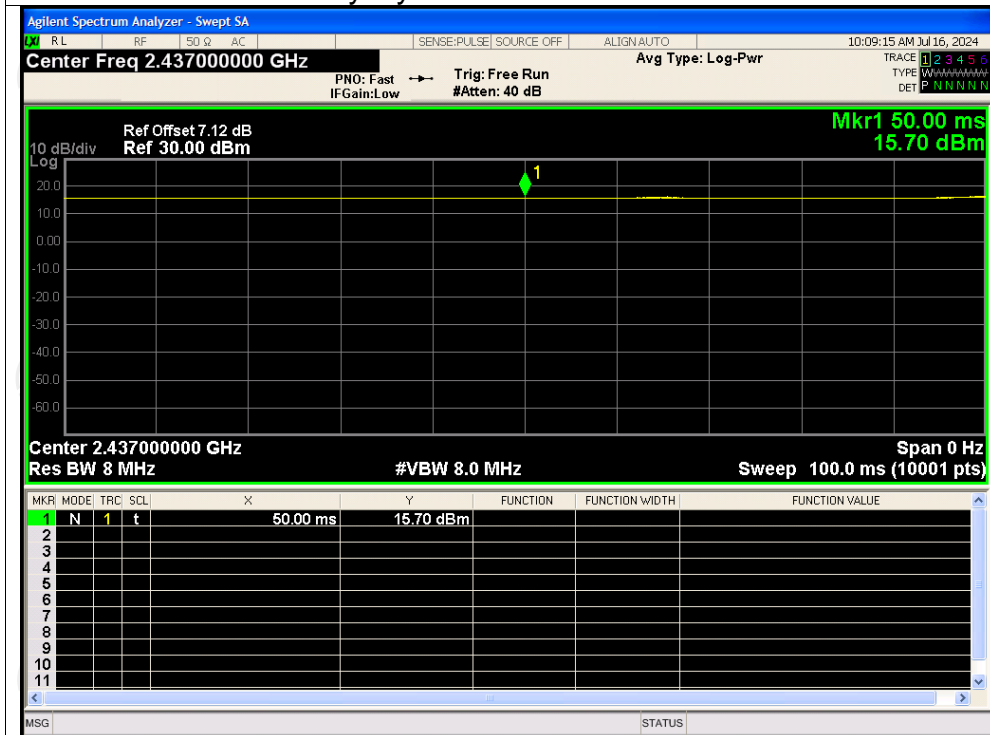 Agilent Spectrum Analyzer - Swept SA
LXI RL RF 50 Ω AC SENSE:PULSE SOURCE OFF ALIGN AUTO 10:09:15 AM Jul 16, 2024
Center Freq 2.437000000 GHz Avg Type: Log-Pwr TRACE 1 2 3 4 5 6
PNO: Fast Trig: Free Run TYPE WWWWWW
IFGain:Low #Atten: 40 dB DET P N N N N N
Mkr1 50.00 ms
Ref Offset 7.12 dB
10 dB/div Ref 30.00 dBm 15.70 dBm
Log
1
20.0
10.0
0.00
-10.0
-20.0
-30.0
-40.0
-50.0
-60.0
Center 2.437000000 GHz Span 0 Hz
Res BW 8 MHz #VBW 8.0 MHz Sweep 100.0 ms (10001 pts)
MKR MODE TRC SCL X Y FUNCTION FUNCTION WIDTH FUNCTION VALUE
1 N 1 t 50.00 ms 15.70 dBm
2
3
4
5
6
7
8
9
10
11
MSG STATUS